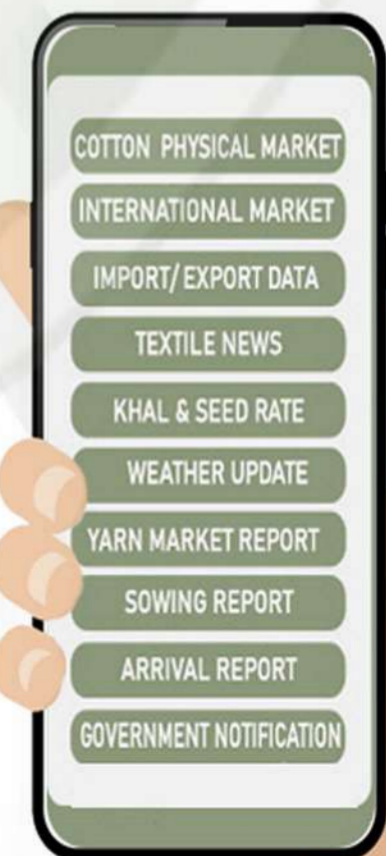 COTTON PHYSICAL MARKET
INTERNATIONAL MARKET
IMPORT/EXPORT DATA
TEXTILE NEWS
KHAL & SEED RATE
WEATHER UPDATE
YARN MARKET REPORT
SOWING REPORT
ARRIVAL REPORT
GOVERNMENT NOTIFICATION